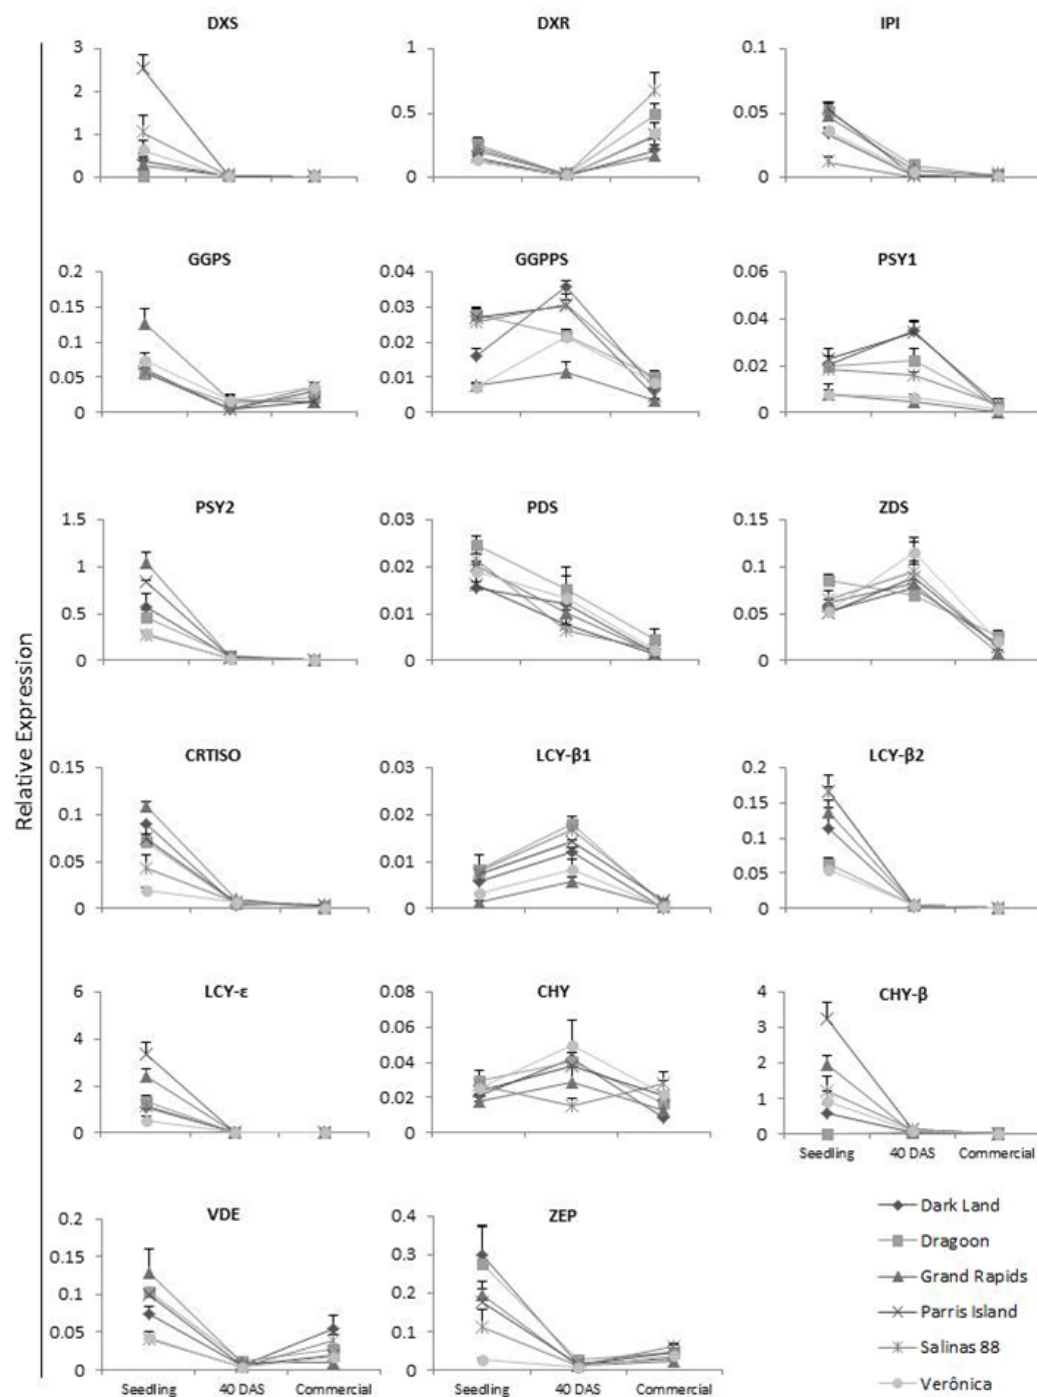 DXS
DXR
IPI
3
2
1
0
1
0.5
0
0.1
0.05
0
GGPS
GGPPS
PSY1
0.2
0.15
0.1
0.05
0
0.04
0.03
0.02
0.01
0
0.06
0.04
0.02
0
PSY2
PDS
ZDS
1.5
1
0.5
0
0.03
0.02
0.01
0
0.15
0.1
0.05
0
Relative Expression
CRTISO
LCY-β1
LCY-β2
0.15
0.1
0.05
0
0.03
0.02
0.01
0
0.2
0.15
0.1
0.05
0
LCY-ε
CHY
CHY-β
6
4
2
0
0.08
0.06
0.04
0.02
0
4
3
2
1
0
Seedling 40 DAS Commercial
VDE
ZEP
0.2
0.15
0.1
0.05
0
Seedling 40 DAS Commercial
0.4
0.3
0.2
0.1
0
Seedling 40 DAS Commercial
Dark Land
Dragoon
Grand Rapids
Parris Island
Salinas 88
Verônica